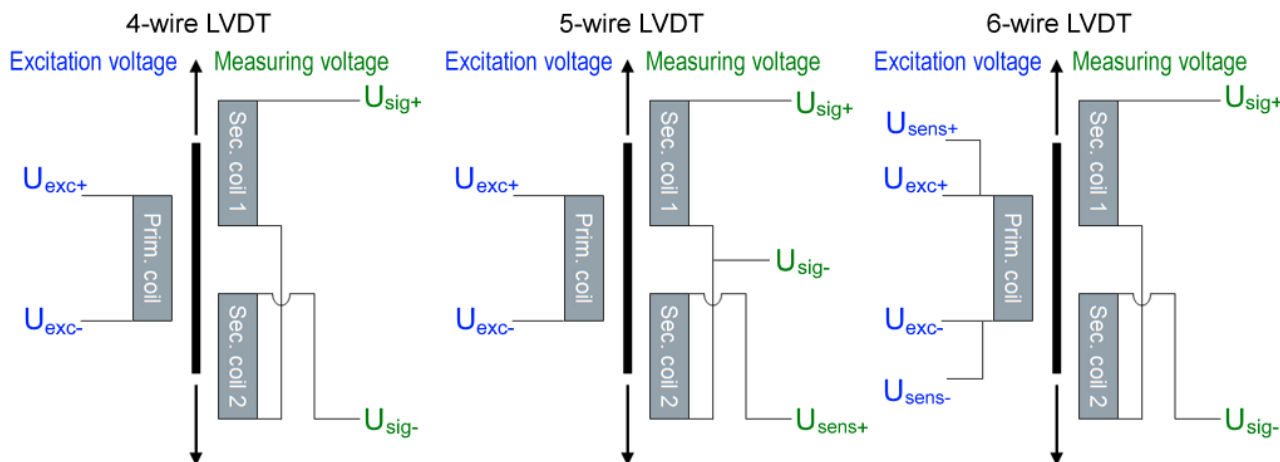 4-wire LVDT
Excitation voltage
Measuring voltage
Usig+
Sec. coil 1
Uexc+
Prim. coil
Uexc-
Sec. coil 2
Usig-
5-wire LVDT
Excitation voltage
Measuring voltage
Usig+
Sec. coil 1
Uexc+
Prim. coil
Usig-
Uexc-
Sec. coil 2
Usens+
6-wire LVDT
Excitation voltage
Measuring voltage
Usig+
Usens+
Sec. coil 1
Uexc+
Prim. coil
Uexc-
Sec. coil 2
Usens-
Usig-